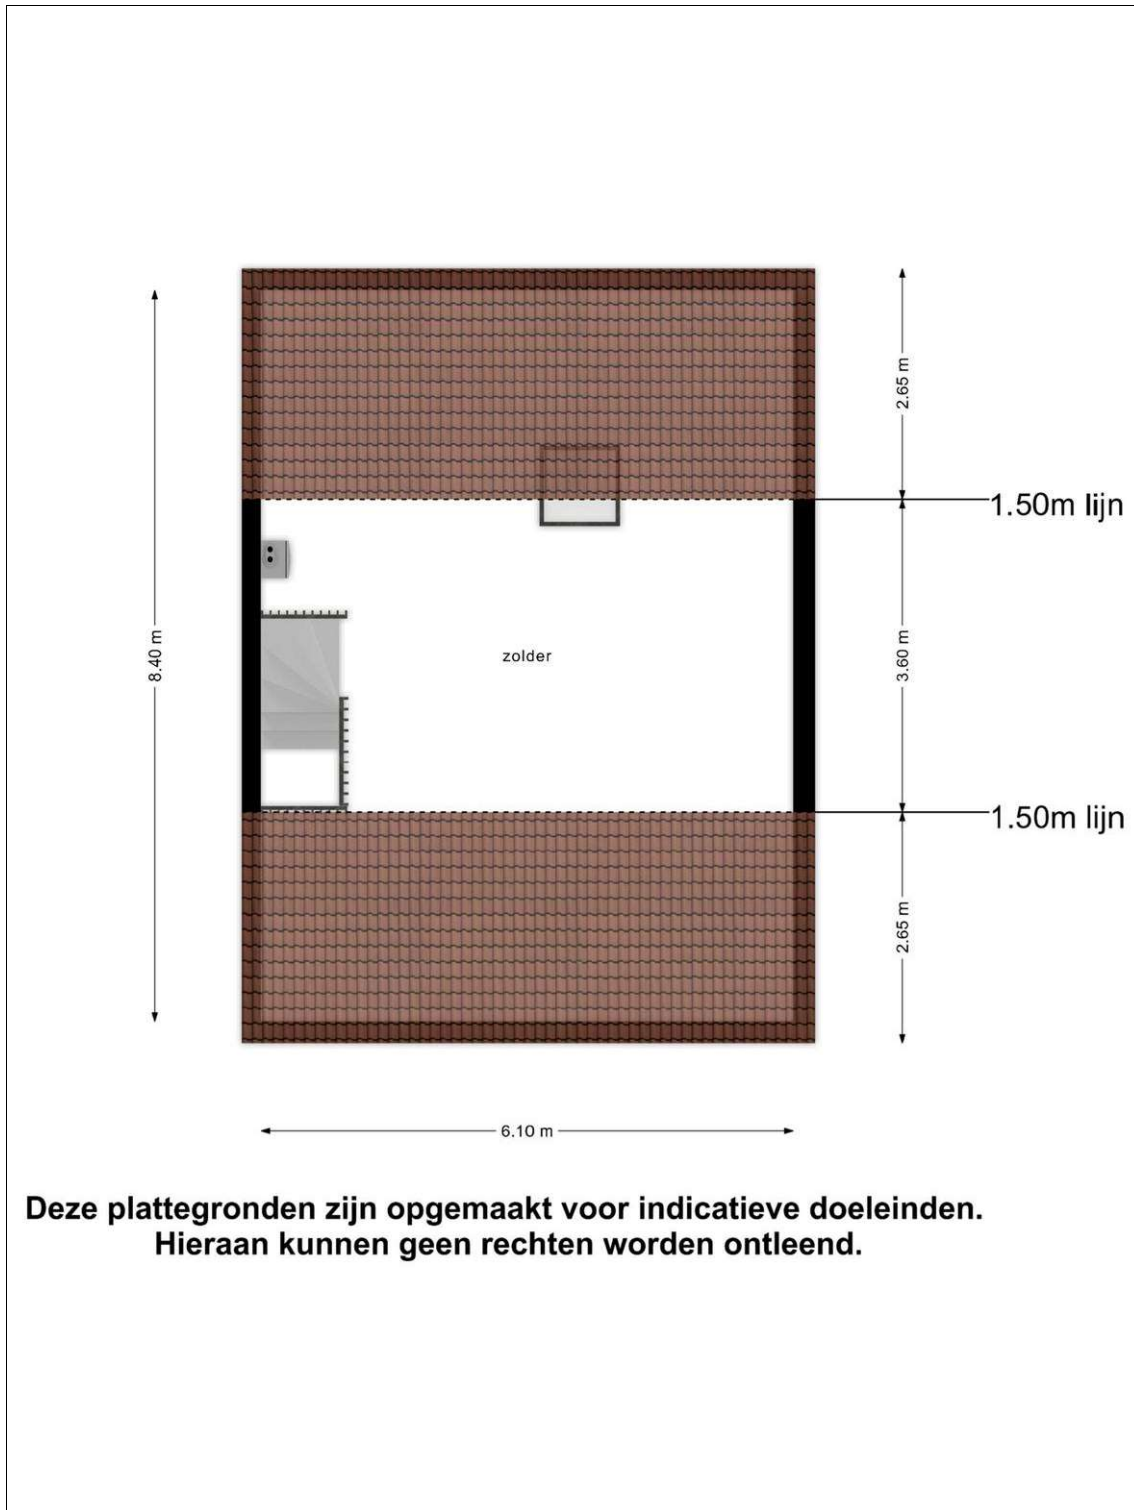 2.65 m
1.50m lijn
8.40 m
zolder
3.60 m
1.50m lijn
2.65 m
6.10 m
Deze plattegronden zijn opgemaakt voor indicatieve doeleinden.
Hieraan kunnen geen rechten worden ontleend.